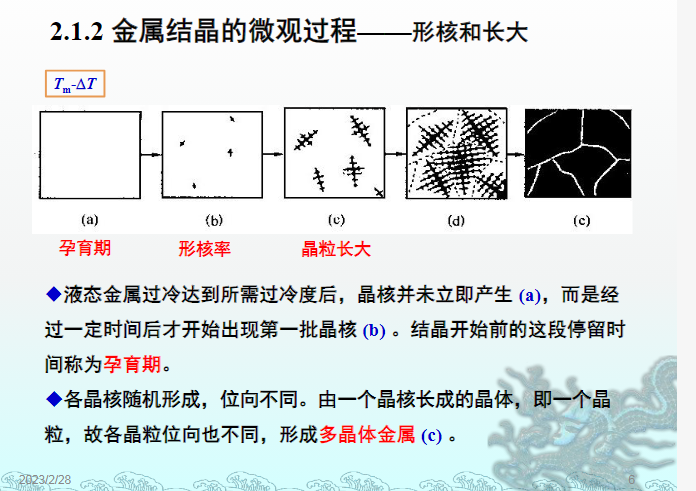 2.1.2 金属结晶的微观过程——形核和长大
Tm-ΔT
(a) (b) (c) (d) (e)
孕育期 形核率 晶粒长大
◆液态金属过冷达到所需过冷度后，晶核并未立即产生 (a)，而是经
过一定时间后才开始出现第一批晶核 (b) 。结晶开始前的这段停留时
间称为孕育期。
◆各晶核随机形成，位向不同。由一个晶核长成的晶体，即一个晶
粒，故各晶粒位向也不同，形成多晶体金属 (c) 。
2023/2/28 6